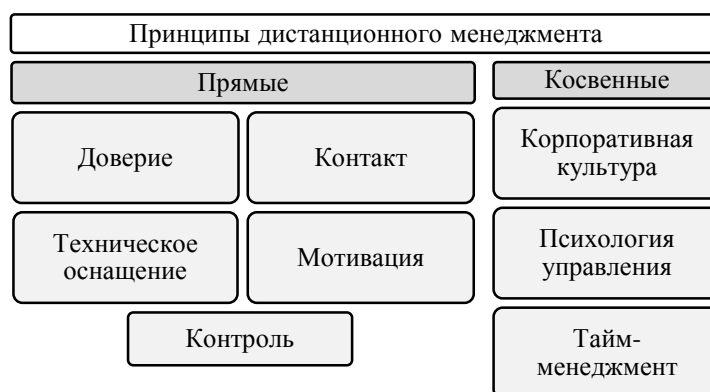 Принципы дистанционного менеджмента
Прямые
Косвенные
Доверие
Контакт
Корпоративная
культура
Техническое
оснащение
Мотивация
Психология
управления
Контроль
Тайм-
менеджмент